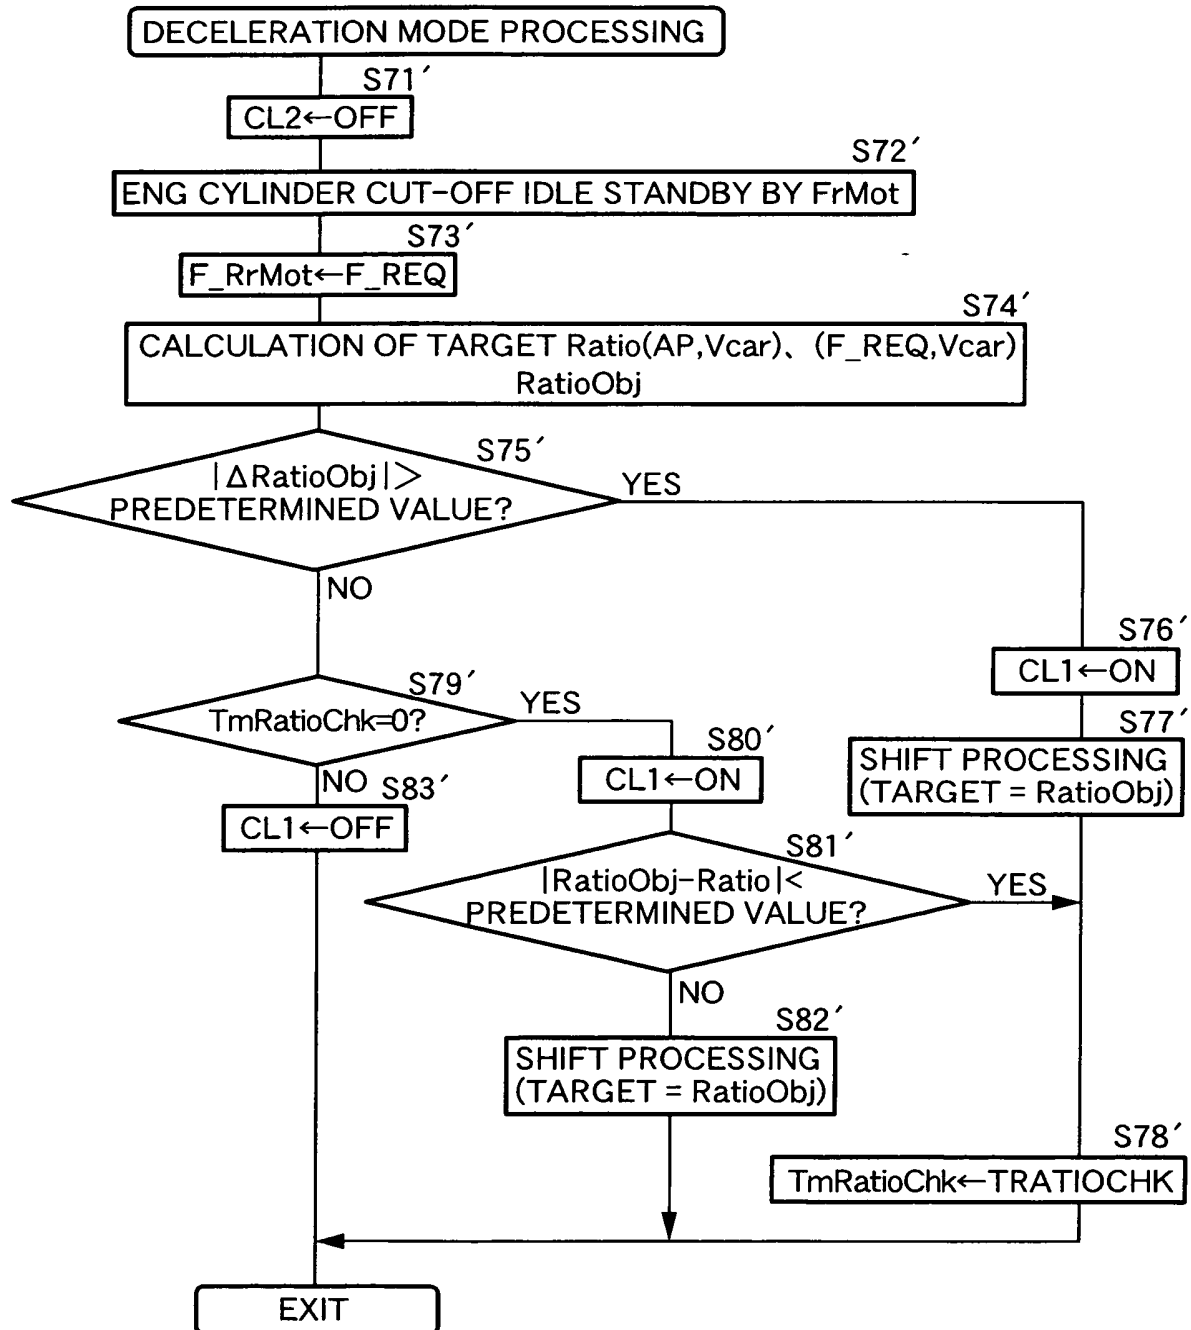 DECELERATION MODE PROCESSING
S71′
CL2←OFF
S72′
ENG CYLINDER CUT-OFF IDLE STANDBY BY FrMot
S73′
F_RrMot←F_REQ
S74′
CALCULATION OF TARGET Ratio(AP,Vcar)、(F_REQ,Vcar)
RatioObj
S75′
|ΔRatioObj|>
PREDETERMINED VALUE?
YES
NO
S76′
CL1←ON
S77′
SHIFT PROCESSING
(TARGET = RatioObj)
S79′
TmRatioChk=0?
YES
NO
S80′
CL1←ON
S83′
CL1←OFF
S81′
|RatioObj-Ratio|<
PREDETERMINED VALUE?
YES
NO
S82′
SHIFT PROCESSING
(TARGET = RatioObj)
S78′
TmRatioChk←TRATIOCHK
EXIT